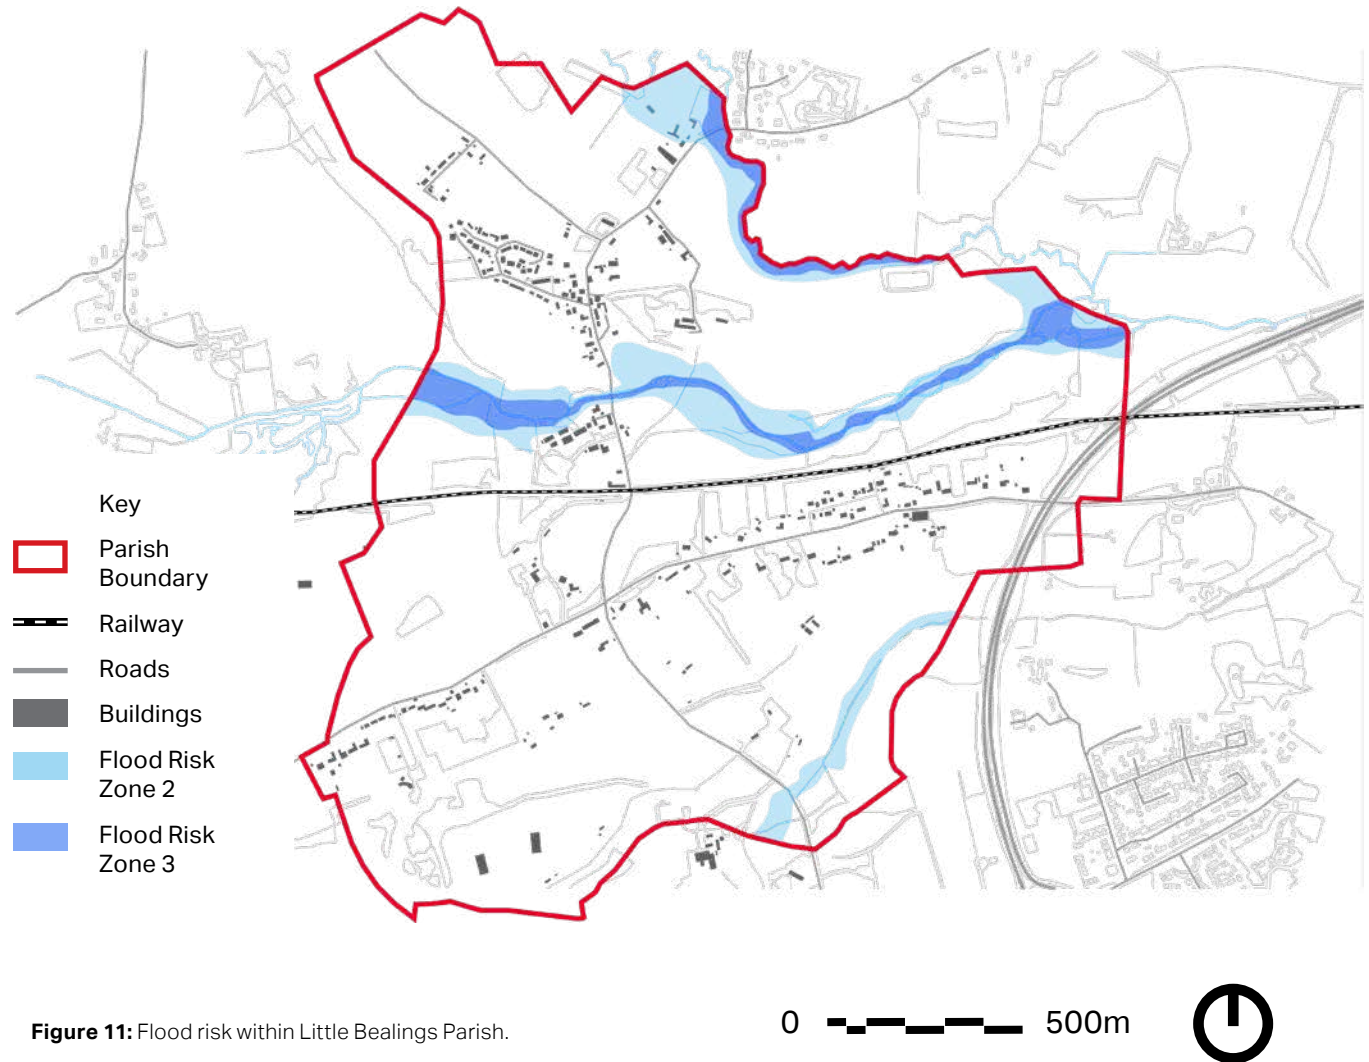 Key
Parish
Boundary
Railway
Roads
Buildings
Flood Risk
Zone 2
Flood Risk
Zone 3
Figure 11: Flood risk within Little Bealings Parish.
0 500m